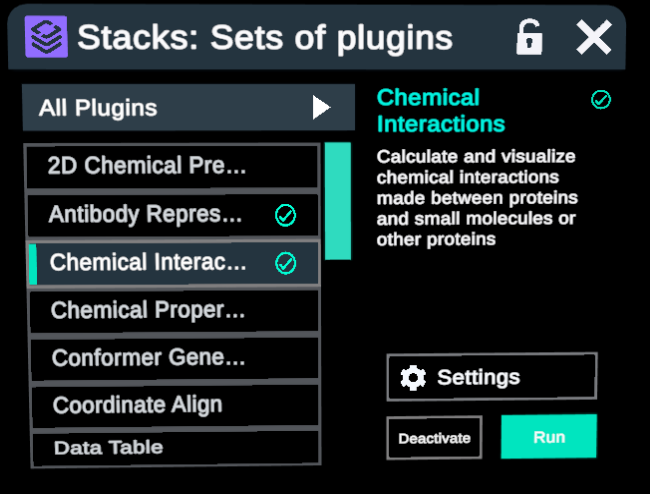 Stacks: Sets of plugins
All Plugins
2D Chemical Pre...
Antibody Repres...
Chemical Interac...
Chemical Proper...
Conformer Gene...
Coordinate Align
Data Table
Chemical
Interactions
Calculate and visualize
chemical interactions
made between proteins
and small molecules or
other proteins
Settings
Deactivate
Run